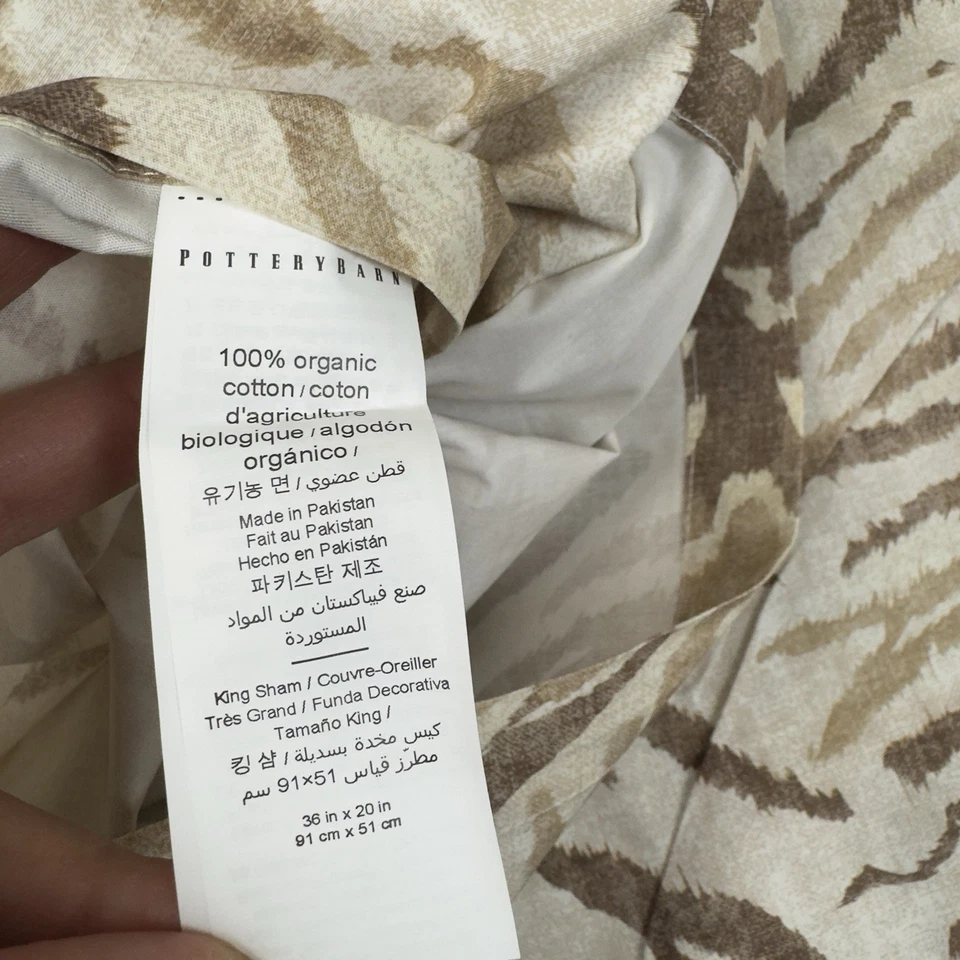 POTTERYBARN
100% organic
cotton / coton
d'agriculture
biologique / algodón
orgánico /
유기농 면 / قطن عضوي
Made in Pakistan
Fait au Pakistan
Hecho en Pakistán
파키스탄 제조
صنع فيباكستان من المواد
المستوردة
King Sham / Couvre-Oreiller
Très Grand / Funda Decorativa
Tamaño King /
킹 샴 / كيس مخدة بسديلة
مطرّز قياس 51×91 سم
36 in x 20 in
91 cm x 51 cm